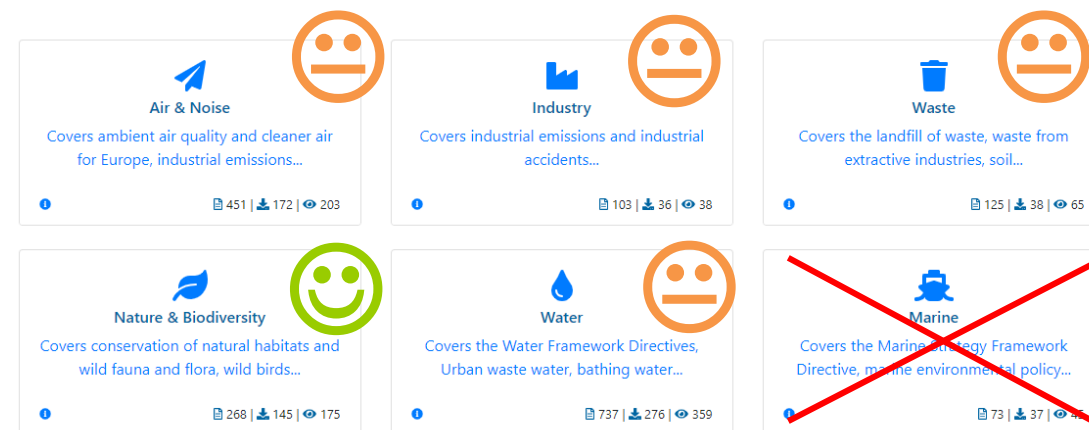 Air & Noise
Covers ambient air quality and cleaner air
for Europe, industrial emissions...
451 | 172 | 203
Industry
Covers industrial emissions and industrial
accidents...
103 | 36 | 38
Waste
Covers the landfill of waste, waste from
extractive industries, soil...
125 | 38 | 65
Nature & Biodiversity
Covers conservation of natural habitats and
wild fauna and flora, wild birds...
268 | 145 | 175
Water
Covers the Water Framework Directives,
Urban waste water, bathing water...
737 | 276 | 359
Marine
Covers the Marine Strategy Framework
Directive, marine environmental policy...
73 | 37 |